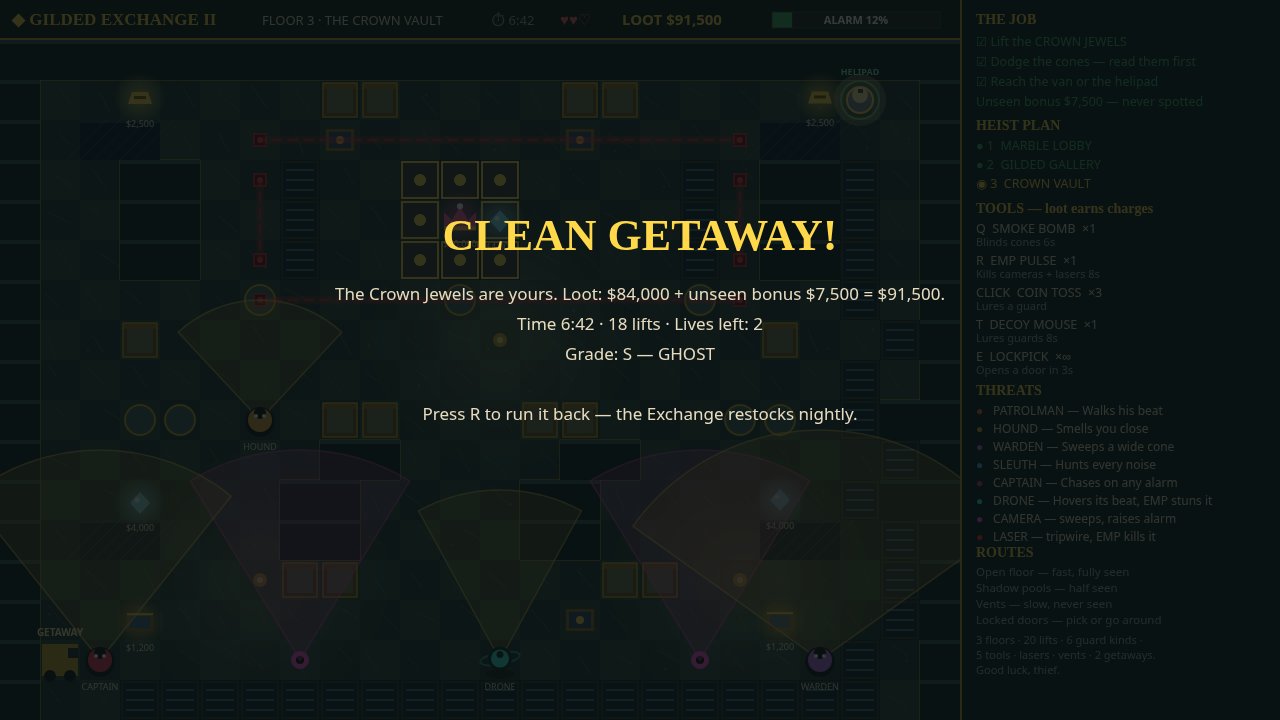 ◆ GILDED EXCHANGE II
FLOOR 3 · THE CROWN VAULT
⏱ 6:42
♥♥♡
LOOT $91,500
ALARM 12%
HELIPAD
$2,500
$2,500
CLEAN GETAWAY!
The Crown Jewels are yours. Loot: $84,000 + unseen bonus $7,500 = $91,500.
Time 6:42 · 18 lifts · Lives left: 2
Grade: S — GHOST
Press R to run it back — the Exchange restocks nightly.
HOUND
$4,000
$4,000
GETAWAY
$1,200
$1,200
CAPTAIN
DRONE
WARDEN
THE JOB
☑ Lift the CROWN JEWELS
☑ Dodge the cones — read them first
☑ Reach the van or the helipad
Unseen bonus $7,500 — never spotted
HEIST PLAN
● 1 MARBLE LOBBY
● 2 GILDED GALLERY
◉ 3 CROWN VAULT
TOOLS — loot earns charges
Q SMOKE BOMB ×1
Blinds cones 6s
R EMP PULSE ×1
Kills cameras + lasers 8s
CLICK COIN TOSS ×3
Lures a guard
T DECOY MOUSE ×1
Lures guards 8s
E LOCKPICK ×∞
Opens a door in 3s
THREATS
● PATROLMAN — Walks his beat
● HOUND — Smells you close
● WARDEN — Sweeps a wide cone
● SLEUTH — Hunts every noise
● CAPTAIN — Chases on any alarm
● DRONE — Hovers its beat, EMP stuns it
● CAMERA — sweeps, raises alarm
● LASER — tripwire, EMP kills it
ROUTES
Open floor — fast, fully seen
Shadow pools — half seen
Vents — slow, never seen
Locked doors — pick or go around
3 floors · 20 lifts · 6 guard kinds ·
5 tools · lasers · vents · 2 getaways.
Good luck, thief.